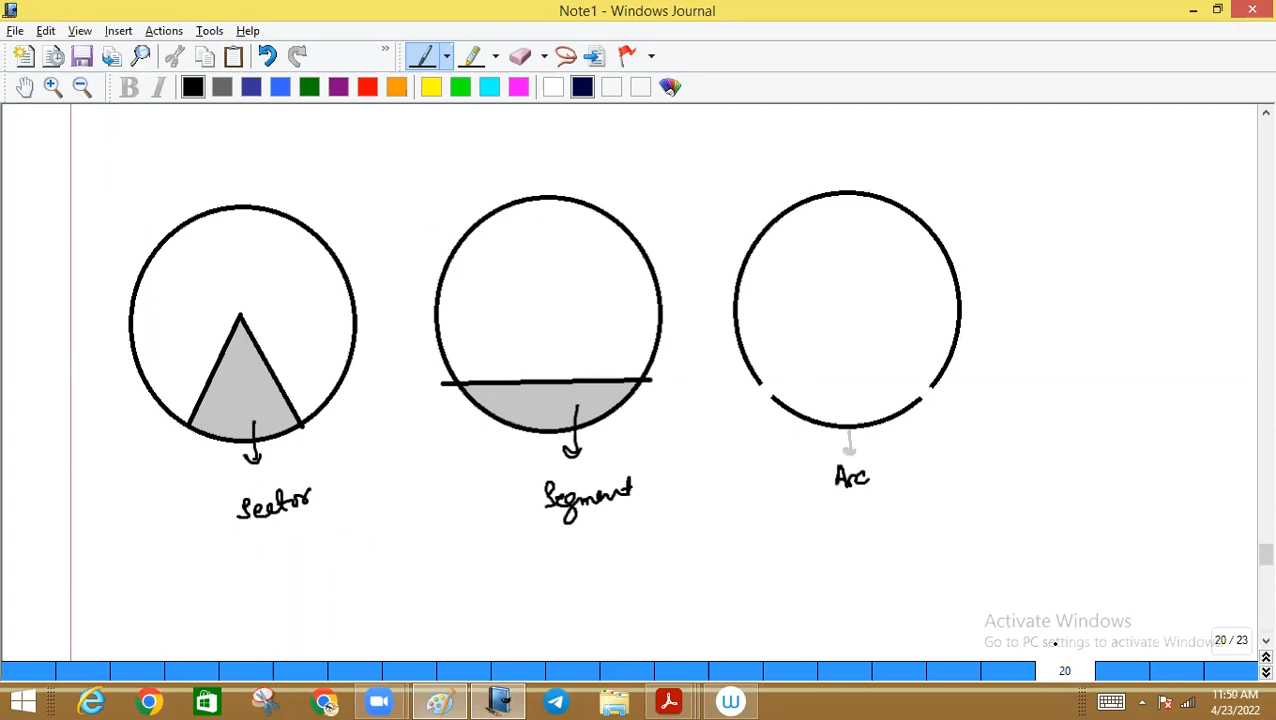 Note1 - Windows Journal
File Edit View Insert Actions Tools Help
B I
Sector
Segment
Arc
Activate Windows
Go to PC settings to activate Windows.
20 / 23
20
W
11:50 AM
4/23/2022